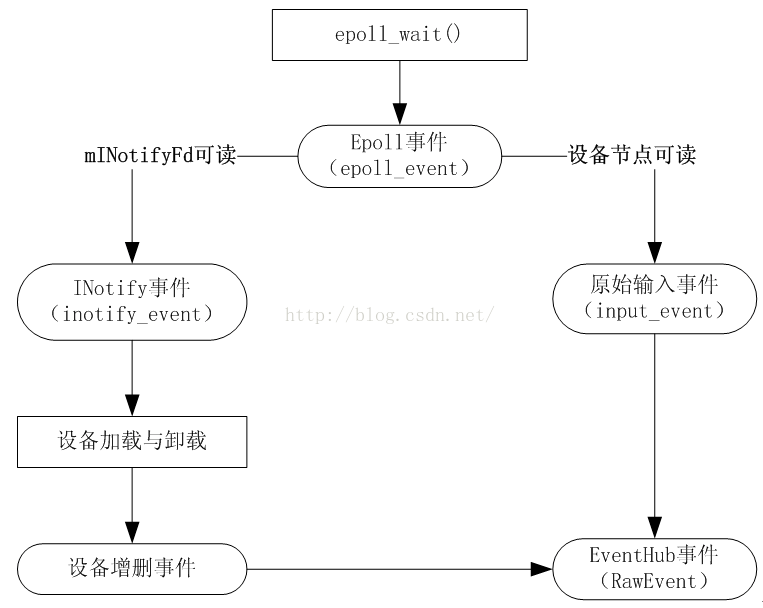 epoll_wait()
Epoll事件
（epoll_event）
mINotifyFd可读
设备节点可读
INotify事件
（inotify_event）
原始输入事件
（input_event）
http://blog.csdn.net/
设备加载与卸载
设备增删事件
EventHub事件
（RawEvent）